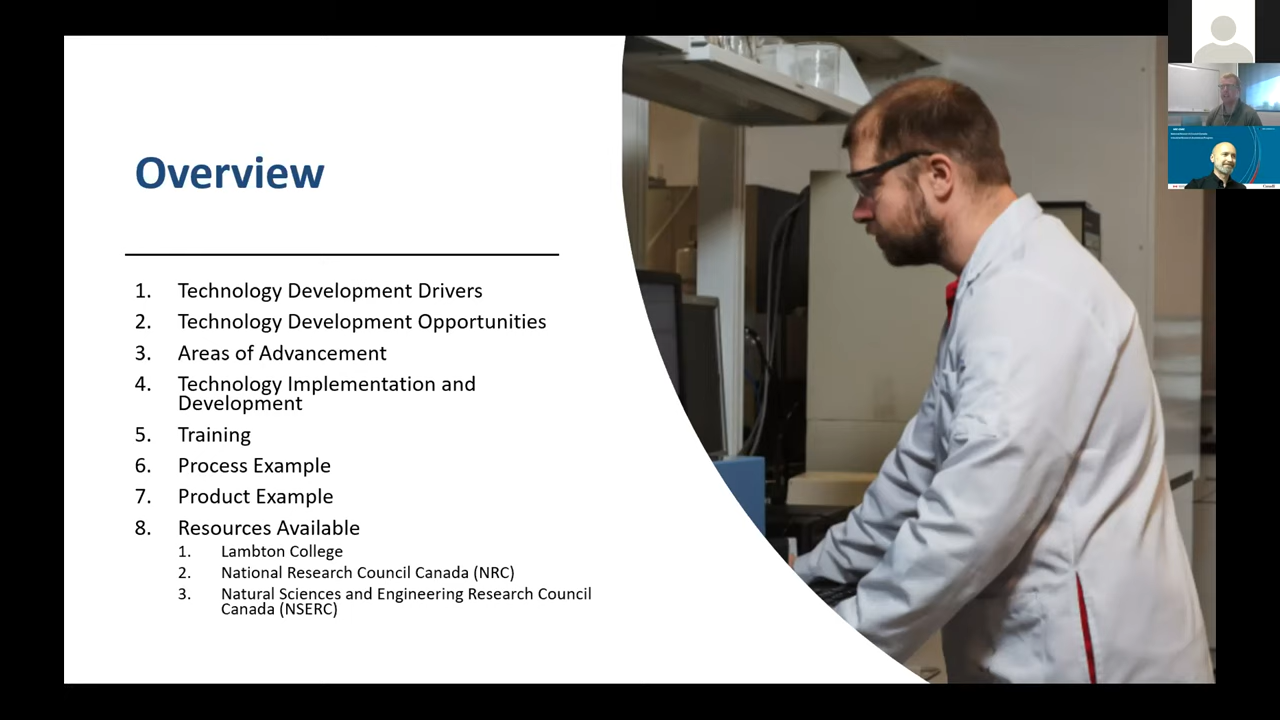 Overview
1. Technology Development Drivers
2. Technology Development Opportunities
3. Areas of Advancement
4. Technology Implementation and
Development
5. Training
6. Process Example
7. Product Example
8. Resources Available
1. Lambton College
2. National Research Council Canada (NRC)
3. Natural Sciences and Engineering Research Council
Canada (NSERC)